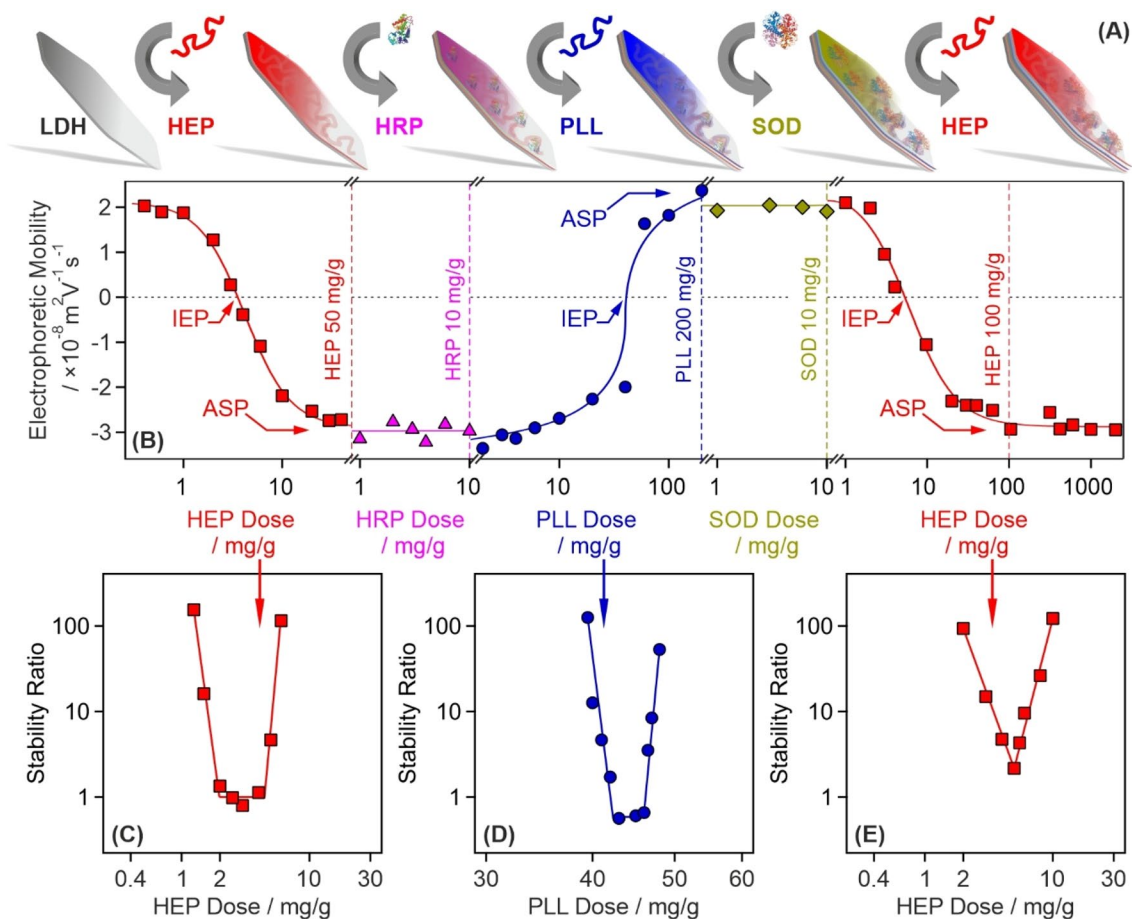 (A)
LDH
HEP
HRP
PLL
SOD
HEP
Electrophoretic Mobility
/ ×10⁻⁸ m² V⁻¹ s⁻¹
2
1
0
-1
-2
-3
(B)
IEP
ASP
HEP 50 mg/g
HRP 10 mg/g
IEP
ASP
PLL 200 mg/g
SOD 10 mg/g
IEP
ASP
HEP 100 mg/g
1 10 1 10 10 100 1 10 1 10 100 1000
HEP Dose
/ mg/g
HRP Dose
/ mg/g
PLL Dose
/ mg/g
SOD Dose
/ mg/g
HEP Dose
/ mg/g
Stability Ratio
100
10
1
(C)
0.4 1 2 10 30
HEP Dose / mg/g
Stability Ratio
100
10
1
(D)
30 40 50 60
PLL Dose / mg/g
Stability Ratio
100
10
1
(E)
0.4 1 2 10 30
HEP Dose / mg/g